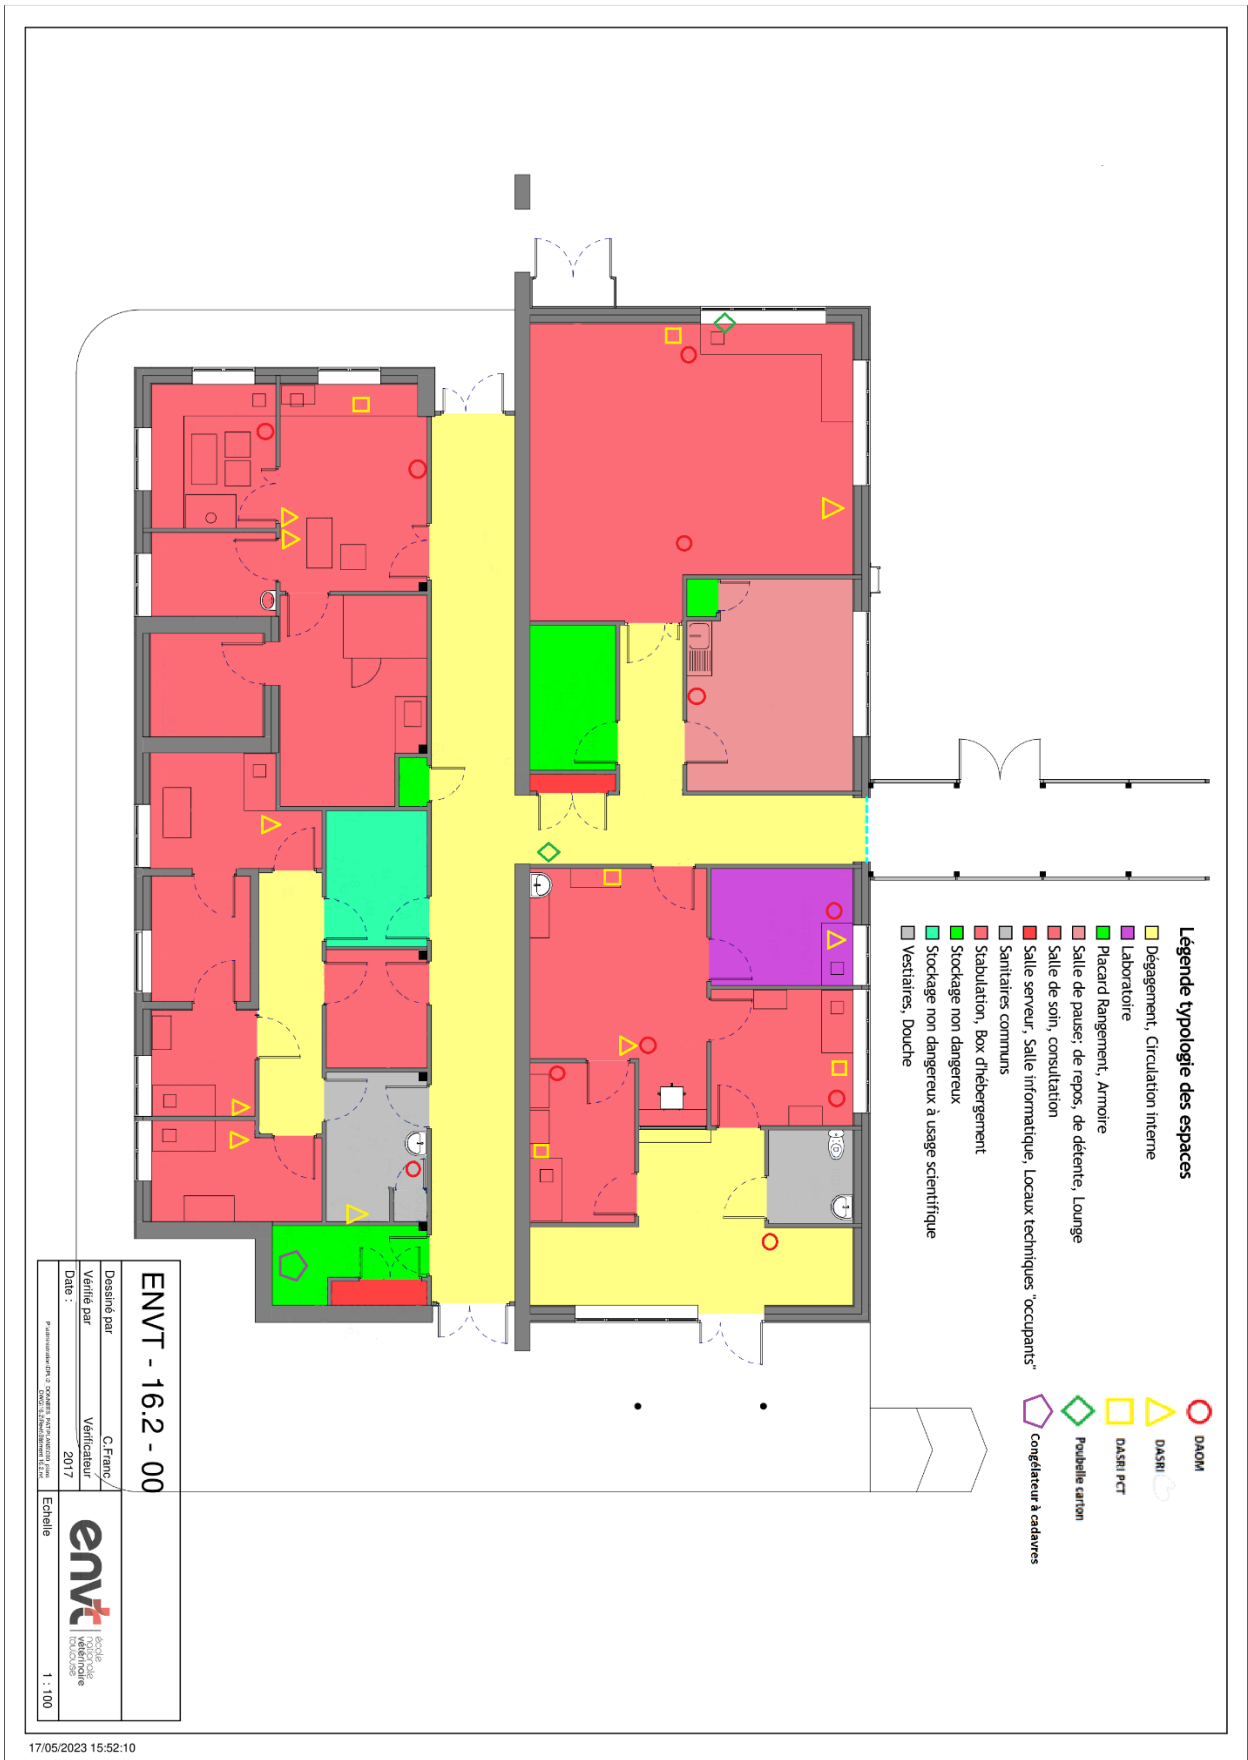 Légende typologie des espaces
Dégagement, Circulation interne
Laboratoire
Placard Rangement, Armoire
Salle de pause; de repos, de détente, Lounge
Salle de soin, consultation
Salle serveur, Salle informatique, Locaux techniques "occupants"
Sanitaires communs
Stabulation, Box d'hébergement
Stockage non dangereux
Stockage non dangereux à usage scientifique
Vestiaires, Douche
DAOM
DASRI
DASRI PCT
Poubelle carton
Congélateur à cadavres
ENVT - 16.2 - 00
Dessiné par C.Franc
Vérifié par Vérificateur
Date : 2017
envt
école
nationale
vétérinaire
toulouse
Echelle 1 : 100
17/05/2023 15:52:10